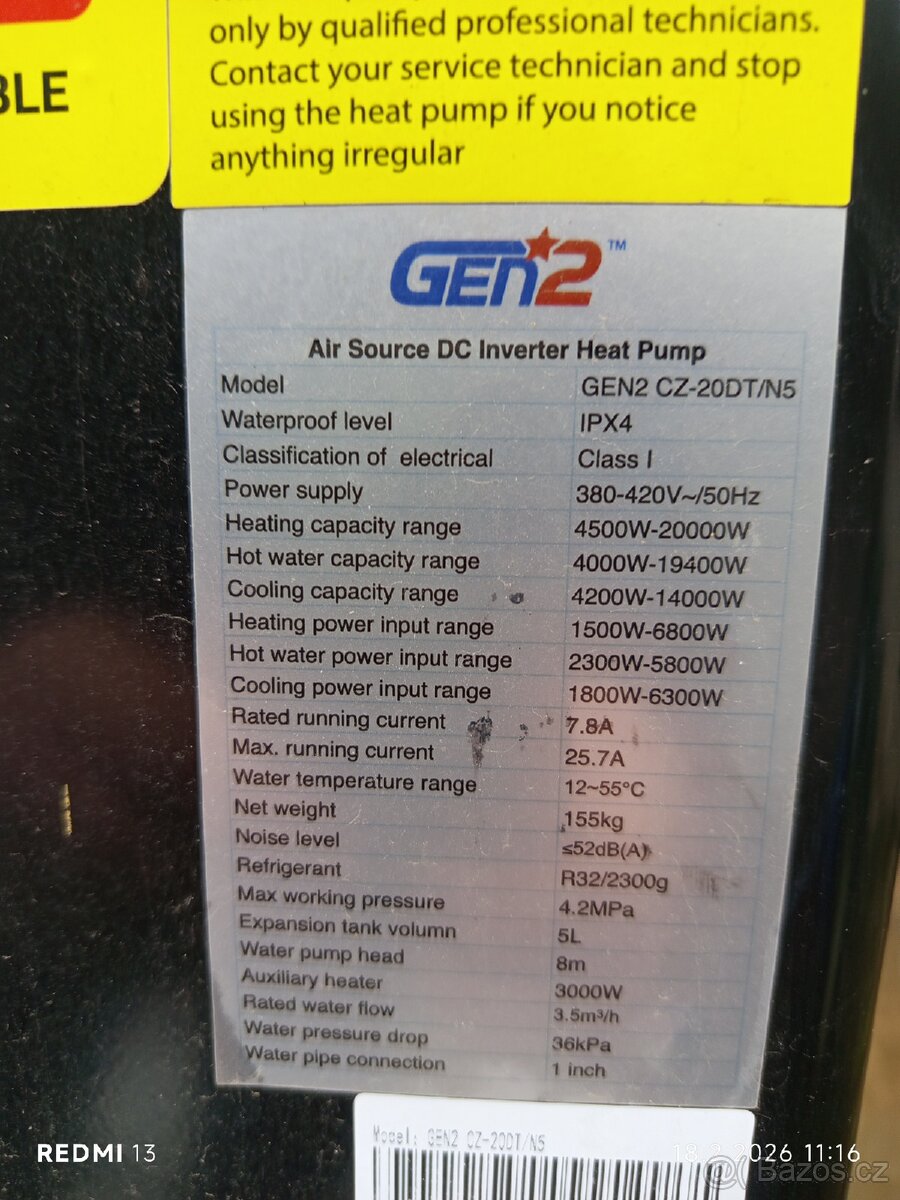 BLE
only by qualified professional technicians.
Contact your service technician and stop
using the heat pump if you notice
anything irregular
GEN2™
Air Source DC Inverter Heat Pump
Model GEN2 CZ-20DT/N5
Waterproof level IPX4
Classification of electrical Class I
Power supply 380-420V~/50Hz
Heating capacity range 4500W-20000W
Hot water capacity range 4000W-19400W
Cooling capacity range 4200W-14000W
Heating power input range 1500W-6800W
Hot water power input range 2300W-5800W
Cooling power input range 1800W-6300W
Rated running current 7.8A
Max. running current 25.7A
Water temperature range 12~55°C
Net weight 155kg
Noise level ≤52dB(A)
Refrigerant R32/2300g
Max working pressure 4.2MPa
Expansion tank volumn 5L
Water pump head 8m
Auxiliary heater 3000W
Rated water flow 3.5m³/h
Water pressure drop 36kPa
Water pipe connection 1 inch
Model: GEN2 CZ-20DT/N5
REDMI 13
2026 11:16
@Bazos.cz